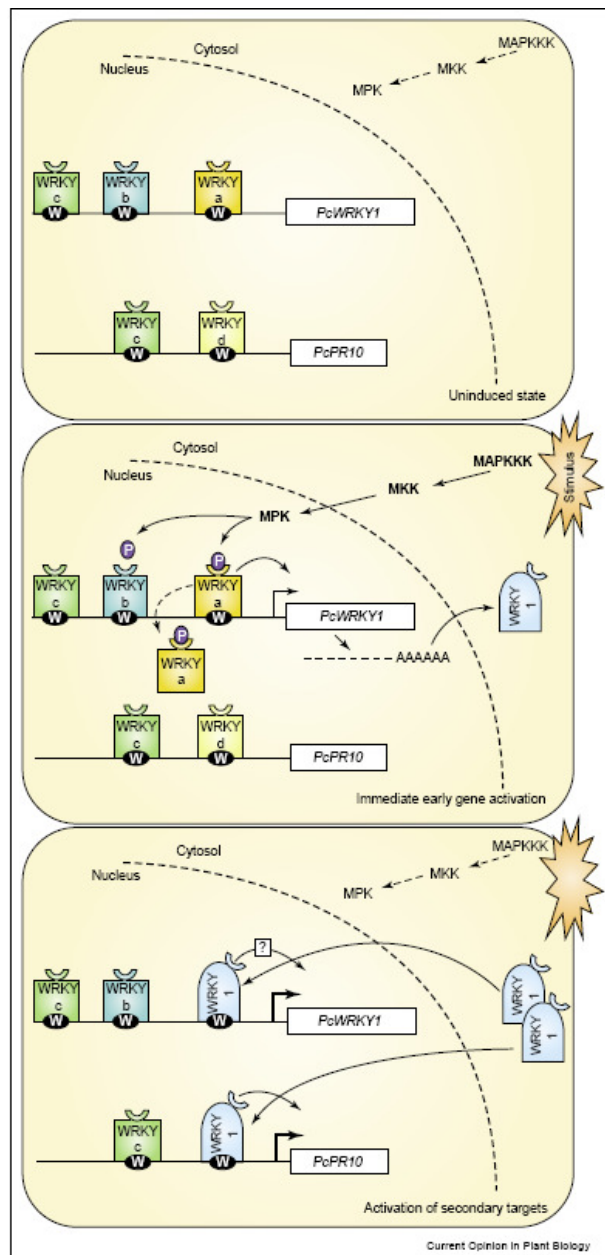 Cytosol
Nucleus
MAPKKK
MKK
MPK
WRKY
c
W
WRKY
b
W
WRKY
a
W
PcWRKY1
WRKY
c
W
WRKY
d
W
PcPR10
Uninduced state
Cytosol
Nucleus
MAPKKK
MKK
MPK
Stimulus
P
P
WRKY
c
W
WRKY
b
W
WRKY
a
W
PcWRKY1
WRKY
1
P
WRKY
a
AAAAAA
WRKY
c
W
WRKY
d
W
PcPR10
Immediate early gene activation
Cytosol
Nucleus
MAPKKK
MKK
MPK
?
WRKY
c
W
WRKY
b
W
WRKY
1
W
PcWRKY1
WRKY
1
WRKY
1
WRKY
c
W
WRKY
1
W
PcPR10
Activation of secondary targets
Current Opinion in Plant Biology